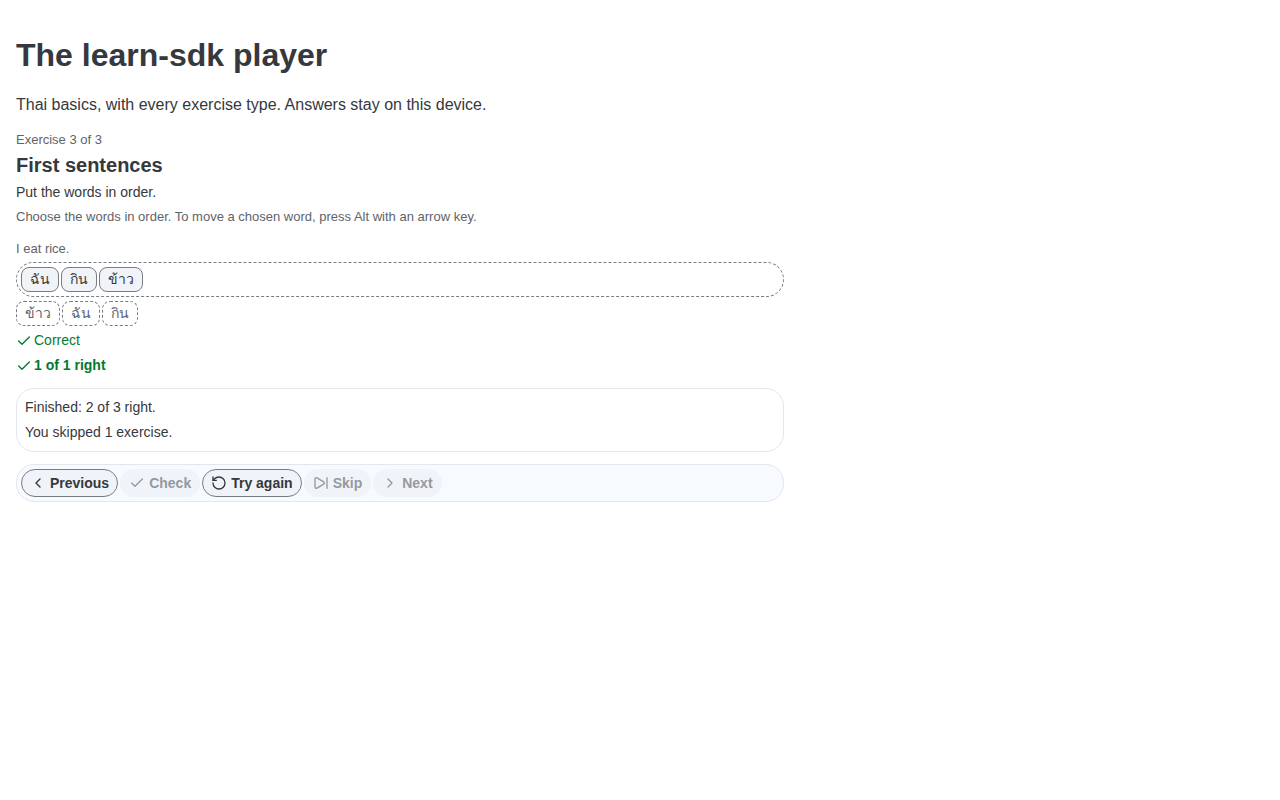 The learn-sdk player
Thai basics, with every exercise type. Answers stay on this device.
Exercise 3 of 3
First sentences
Put the words in order.
Choose the words in order. To move a chosen word, press Alt with an arrow key.
I eat rice.
ฉัน กิน ข้าว
ข้าว ฉัน กิน
Correct
1 of 1 right
Finished: 2 of 3 right.
You skipped 1 exercise.
Previous Check Try again Skip Next